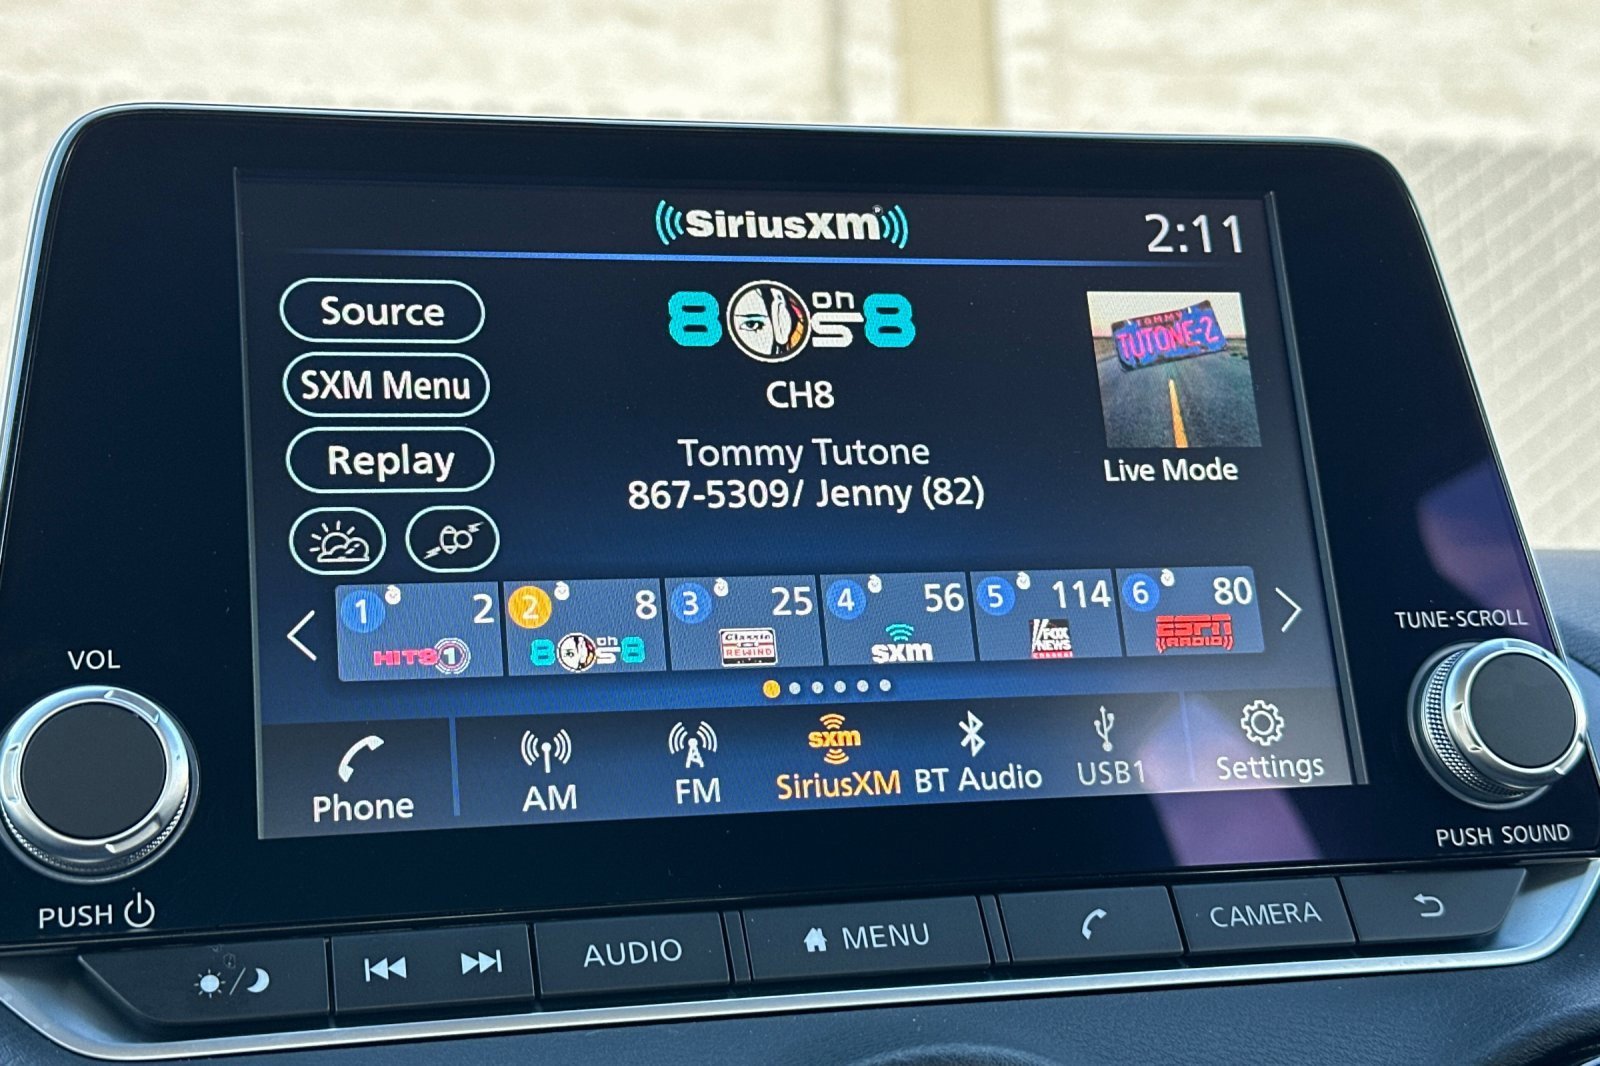 SiriusXM
2:11
Source
80s on 8
TOMMY
TUTONE-2
SXM Menu
CH8
Replay
Tommy Tutone
Live Mode
867-5309/ Jenny (82)
1 2
HITS 1
2 8
80s on 8
3 25
Classic
REWIND
4 56
sxm
5 114
FOX
NEWS
channel
6 80
ESPN
RADIO
Phone
AM
FM
sxm
SiriusXM
BT Audio
USB1
Settings
VOL
PUSH
TUNE·SCROLL
PUSH SOUND
AUDIO
MENU
CAMERA